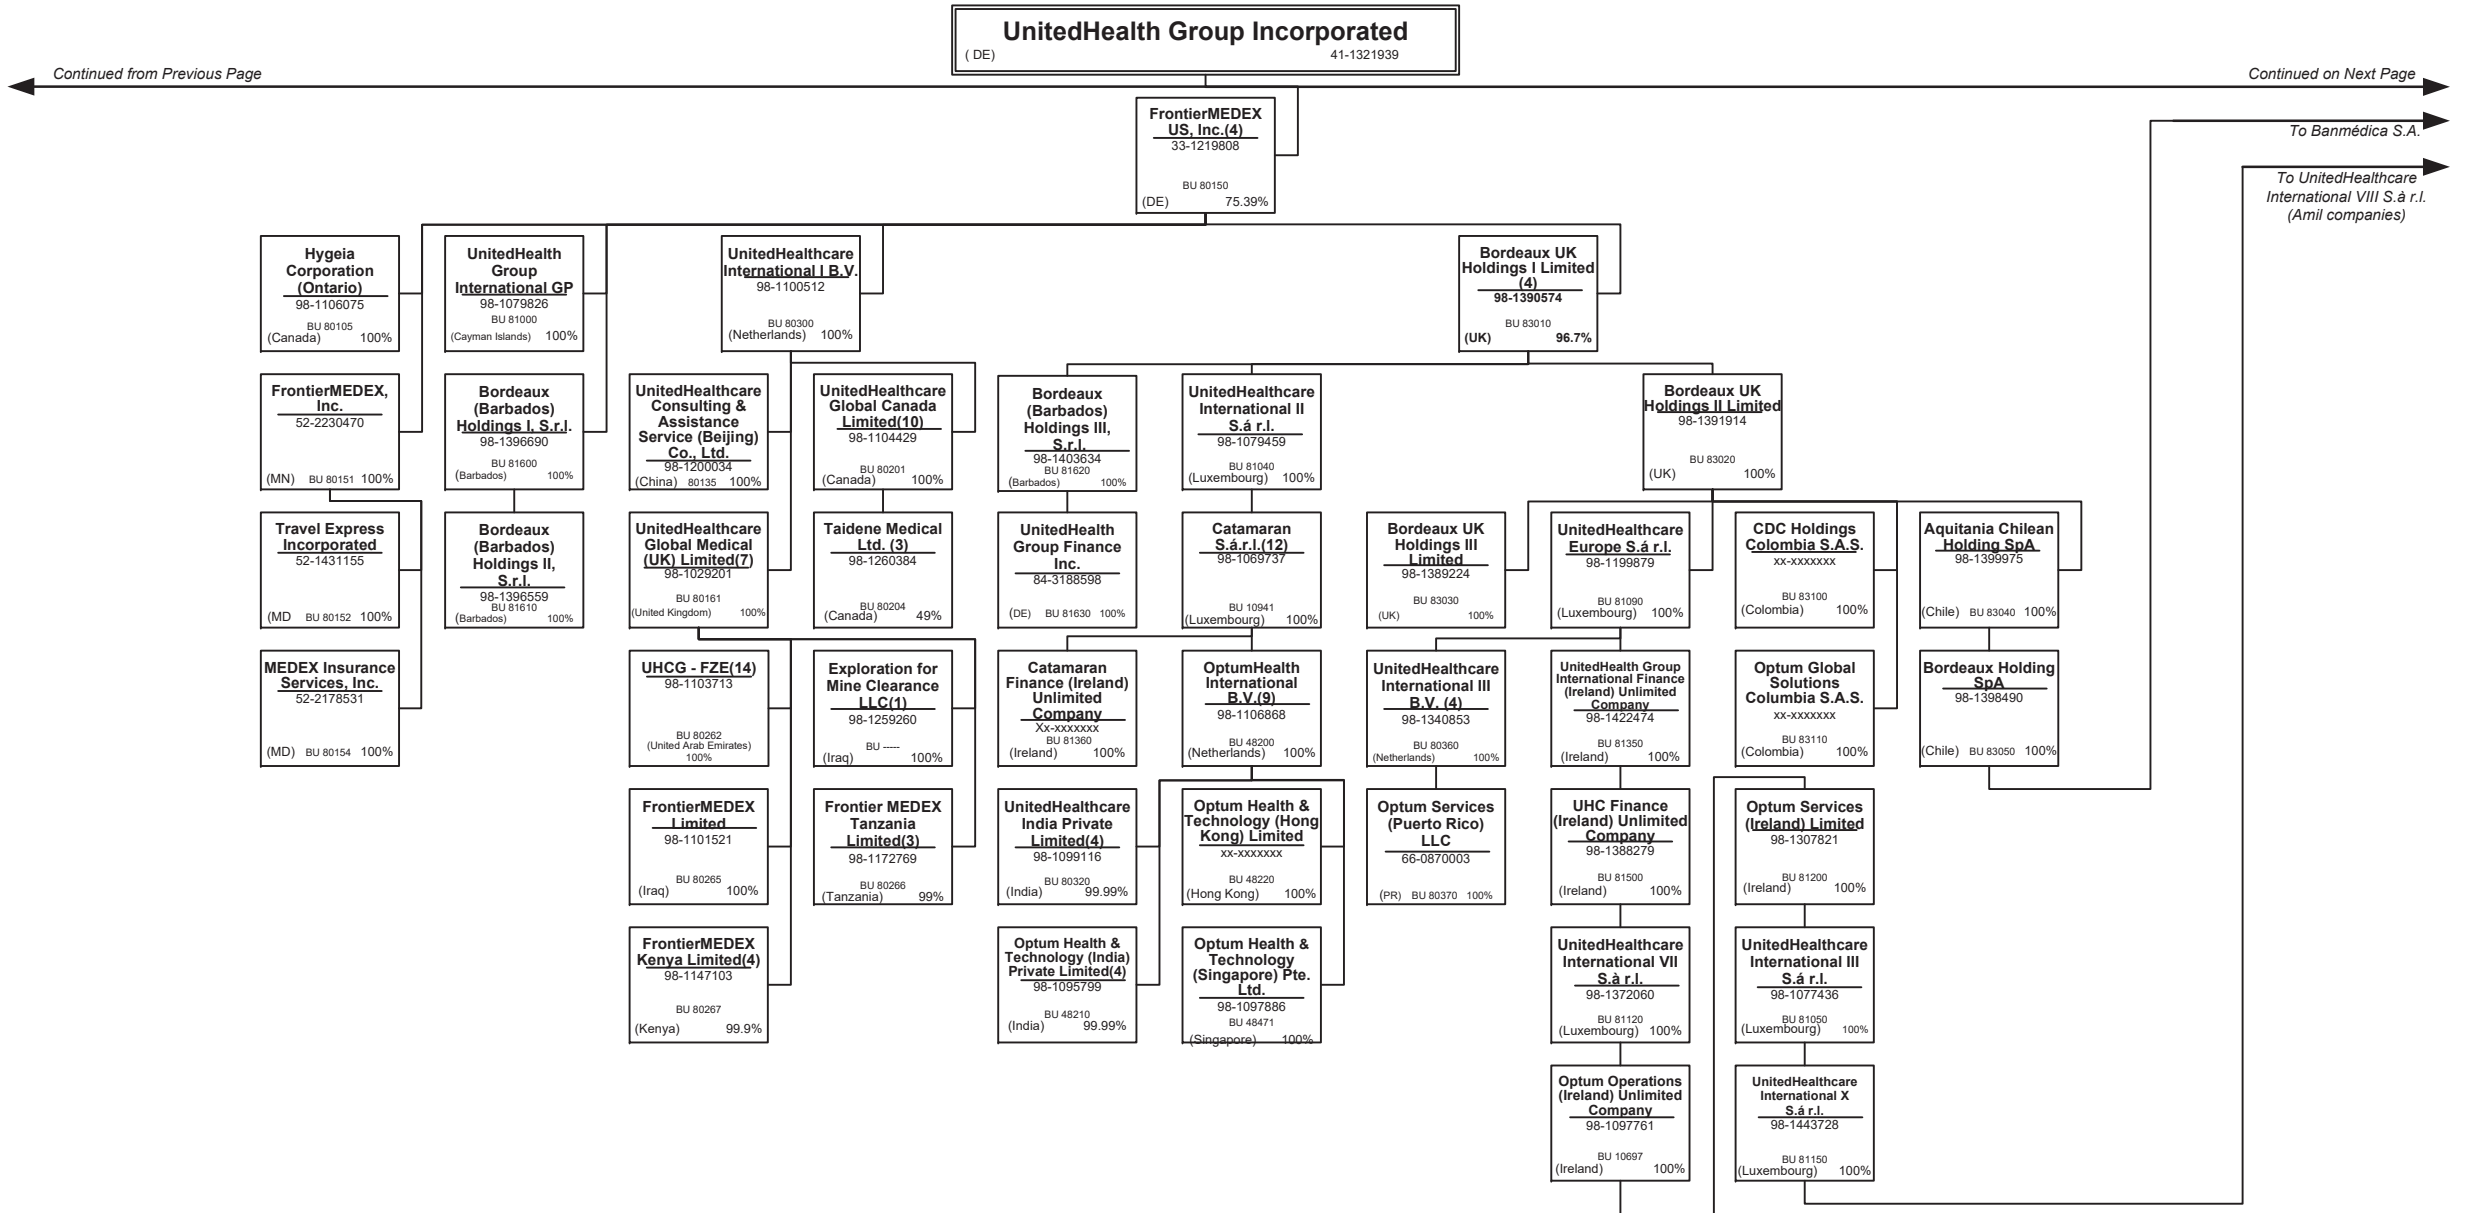 UnitedHealth Group Incorporated
( DE) 41-1321939
Continued from Previous Page
Continued on Next Page
FrontierMEDEX
US, Inc.(4)
33-1219808
BU 80150
(DE) 75.39%
To Banmédica S.A.
To UnitedHealthcare
International VIII S.à r.l.
(Amil companies)
Hygeia
Corporation
(Ontario)
98-1106075
BU 80105
(Canada) 100%
UnitedHealth
Group
International GP
98-1079826
BU 81000
(Cayman Islands) 100%
UnitedHealthcare
International I B.V.
98-1100512
BU 80300
(Netherlands) 100%
Bordeaux UK
Holdings I Limited
(4)
98-1390574
BU 83010
(UK) 96.7%
FrontierMEDEX,
Inc.
52-2230470
(MN) BU 80151 100%
Bordeaux
(Barbados)
Holdings I, S.r.l.
98-1396690
BU 81600
(Barbados) 100%
UnitedHealthcare
Consulting &
Assistance
Service (Beijing)
Co., Ltd.
98-1200034
(China) 80135 100%
UnitedHealthcare
Global Canada
Limited(10)
98-1104429
BU 80201
(Canada) 100%
Bordeaux
(Barbados)
Holdings III,
S.r.l.
98-1403634
BU 81620
(Barbados) 100%
UnitedHealthcare
International II
S.á r.l.
98-1079459
BU 81040
(Luxembourg) 100%
Bordeaux UK
Holdings II Limited
98-1391914
BU 83020
(UK) 100%
Travel Express
Incorporated
52-1431155
(MD BU 80152 100%
Bordeaux
(Barbados)
Holdings II,
S.r.l.
98-1396559
BU 81610
(Barbados) 100%
UnitedHealthcare
Global Medical
(UK) Limited(7)
98-1029201
BU 80161
(United Kingdom) 100%
Taidene Medical
Ltd. (3)
98-1260384
BU 80204
(Canada) 49%
UnitedHealth
Group Finance
Inc.
84-3188598
(DE) BU 81630 100%
Catamaran
S.á.r.l.(12)
98-1069737
BU 10941
(Luxembourg) 100%
Bordeaux UK
Holdings III
Limited
98-1389224
BU 83030
(UK) 100%
UnitedHealthcare
Europe S.á r.l.
98-1199879
BU 81090
(Luxembourg) 100%
CDC Holdings
Colombia S.A.S.
xx-xxxxxxx
BU 83100
(Colombia) 100%
Aquitania Chilean
Holding SpA
98-1399975
(Chile) BU 83040 100%
MEDEX Insurance
Services, Inc.
52-2178531
(MD) BU 80154 100%
UHCG - FZE(14)
98-1103713
BU 80262
(United Arab Emirates)
100%
Exploration for
Mine Clearance
LLC(1)
98-1259260
BU -----
(Iraq) 100%
Catamaran
Finance (Ireland)
Unlimited
Company
Xx-xxxxxxx
BU 81360
(Ireland) 100%
OptumHealth
International
B.V.(9)
98-1106868
BU 48200
(Netherlands) 100%
UnitedHealthcare
International III
B.V. (4)
98-1340853
BU 80360
(Netherlands) 100%
UnitedHealth Group
International Finance
(Ireland) Unlimited
Company
98-1422474
BU 81350
(Ireland) 100%
Optum Global
Solutions
Columbia S.A.S.
xx-xxxxxxx
BU 83110
(Colombia) 100%
Bordeaux Holding
SpA
98-1398490
(Chile) BU 83050 100%
FrontierMEDEX
Limited
98-1101521
BU 80265
(Iraq) 100%
Frontier MEDEX
Tanzania
Limited(3)
98-1172769
BU 80266
(Tanzania) 99%
UnitedHealthcare
India Private
Limited(4)
98-1099116
BU 80320
(India) 99.99%
Optum Health &
Technology (Hong
Kong) Limited
xx-xxxxxxx
BU 48220
(Hong Kong) 100%
Optum Services
(Puerto Rico)
LLC
66-0870003
(PR) BU 80370 100%
UHC Finance
(Ireland) Unlimited
Company
98-1388279
BU 81500
(Ireland) 100%
Optum Services
(Ireland) Limited
98-1307821
BU 81200
(Ireland) 100%
FrontierMEDEX
Kenya Limited(4)
98-1147103
BU 80267
(Kenya) 99.9%
Optum Health &
Technology (India)
Private Limited(4)
98-1095799
BU 48210
(India) 99.99%
Optum Health &
Technology
(Singapore) Pte.
Ltd.
98-1097886
BU 48471
(Singapore) 100%
UnitedHealthcare
International VII
S.à r.l.
98-1372060
BU 81120
(Luxembourg) 100%
UnitedHealthcare
International III
S.á r.l.
98-1077436
BU 81050
(Luxembourg) 100%
Optum Operations
(Ireland) Unlimited
Company
98-1097761
BU 10697
(Ireland) 100%
UnitedHealthcare
International X
S.á r.l.
98-1443728
BU 81150
(Luxembourg) 100%